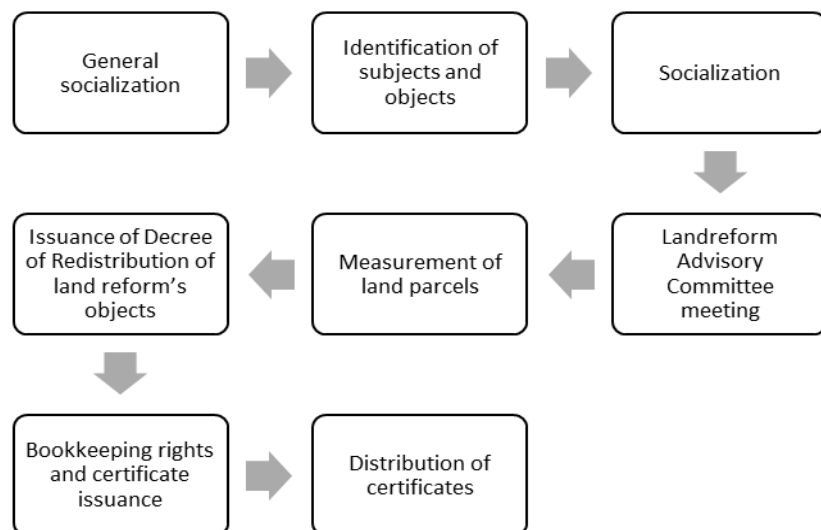 General
socialization
Identification of
subjects and
objects
Socialization
Landreform
Advisory
Committee
meeting
Measurement of
land parcels
Issuance of Decree
of Redistribution of
land reform’s
objects
Bookkeeping rights
and certificate
issuance
Distribution of
certificates